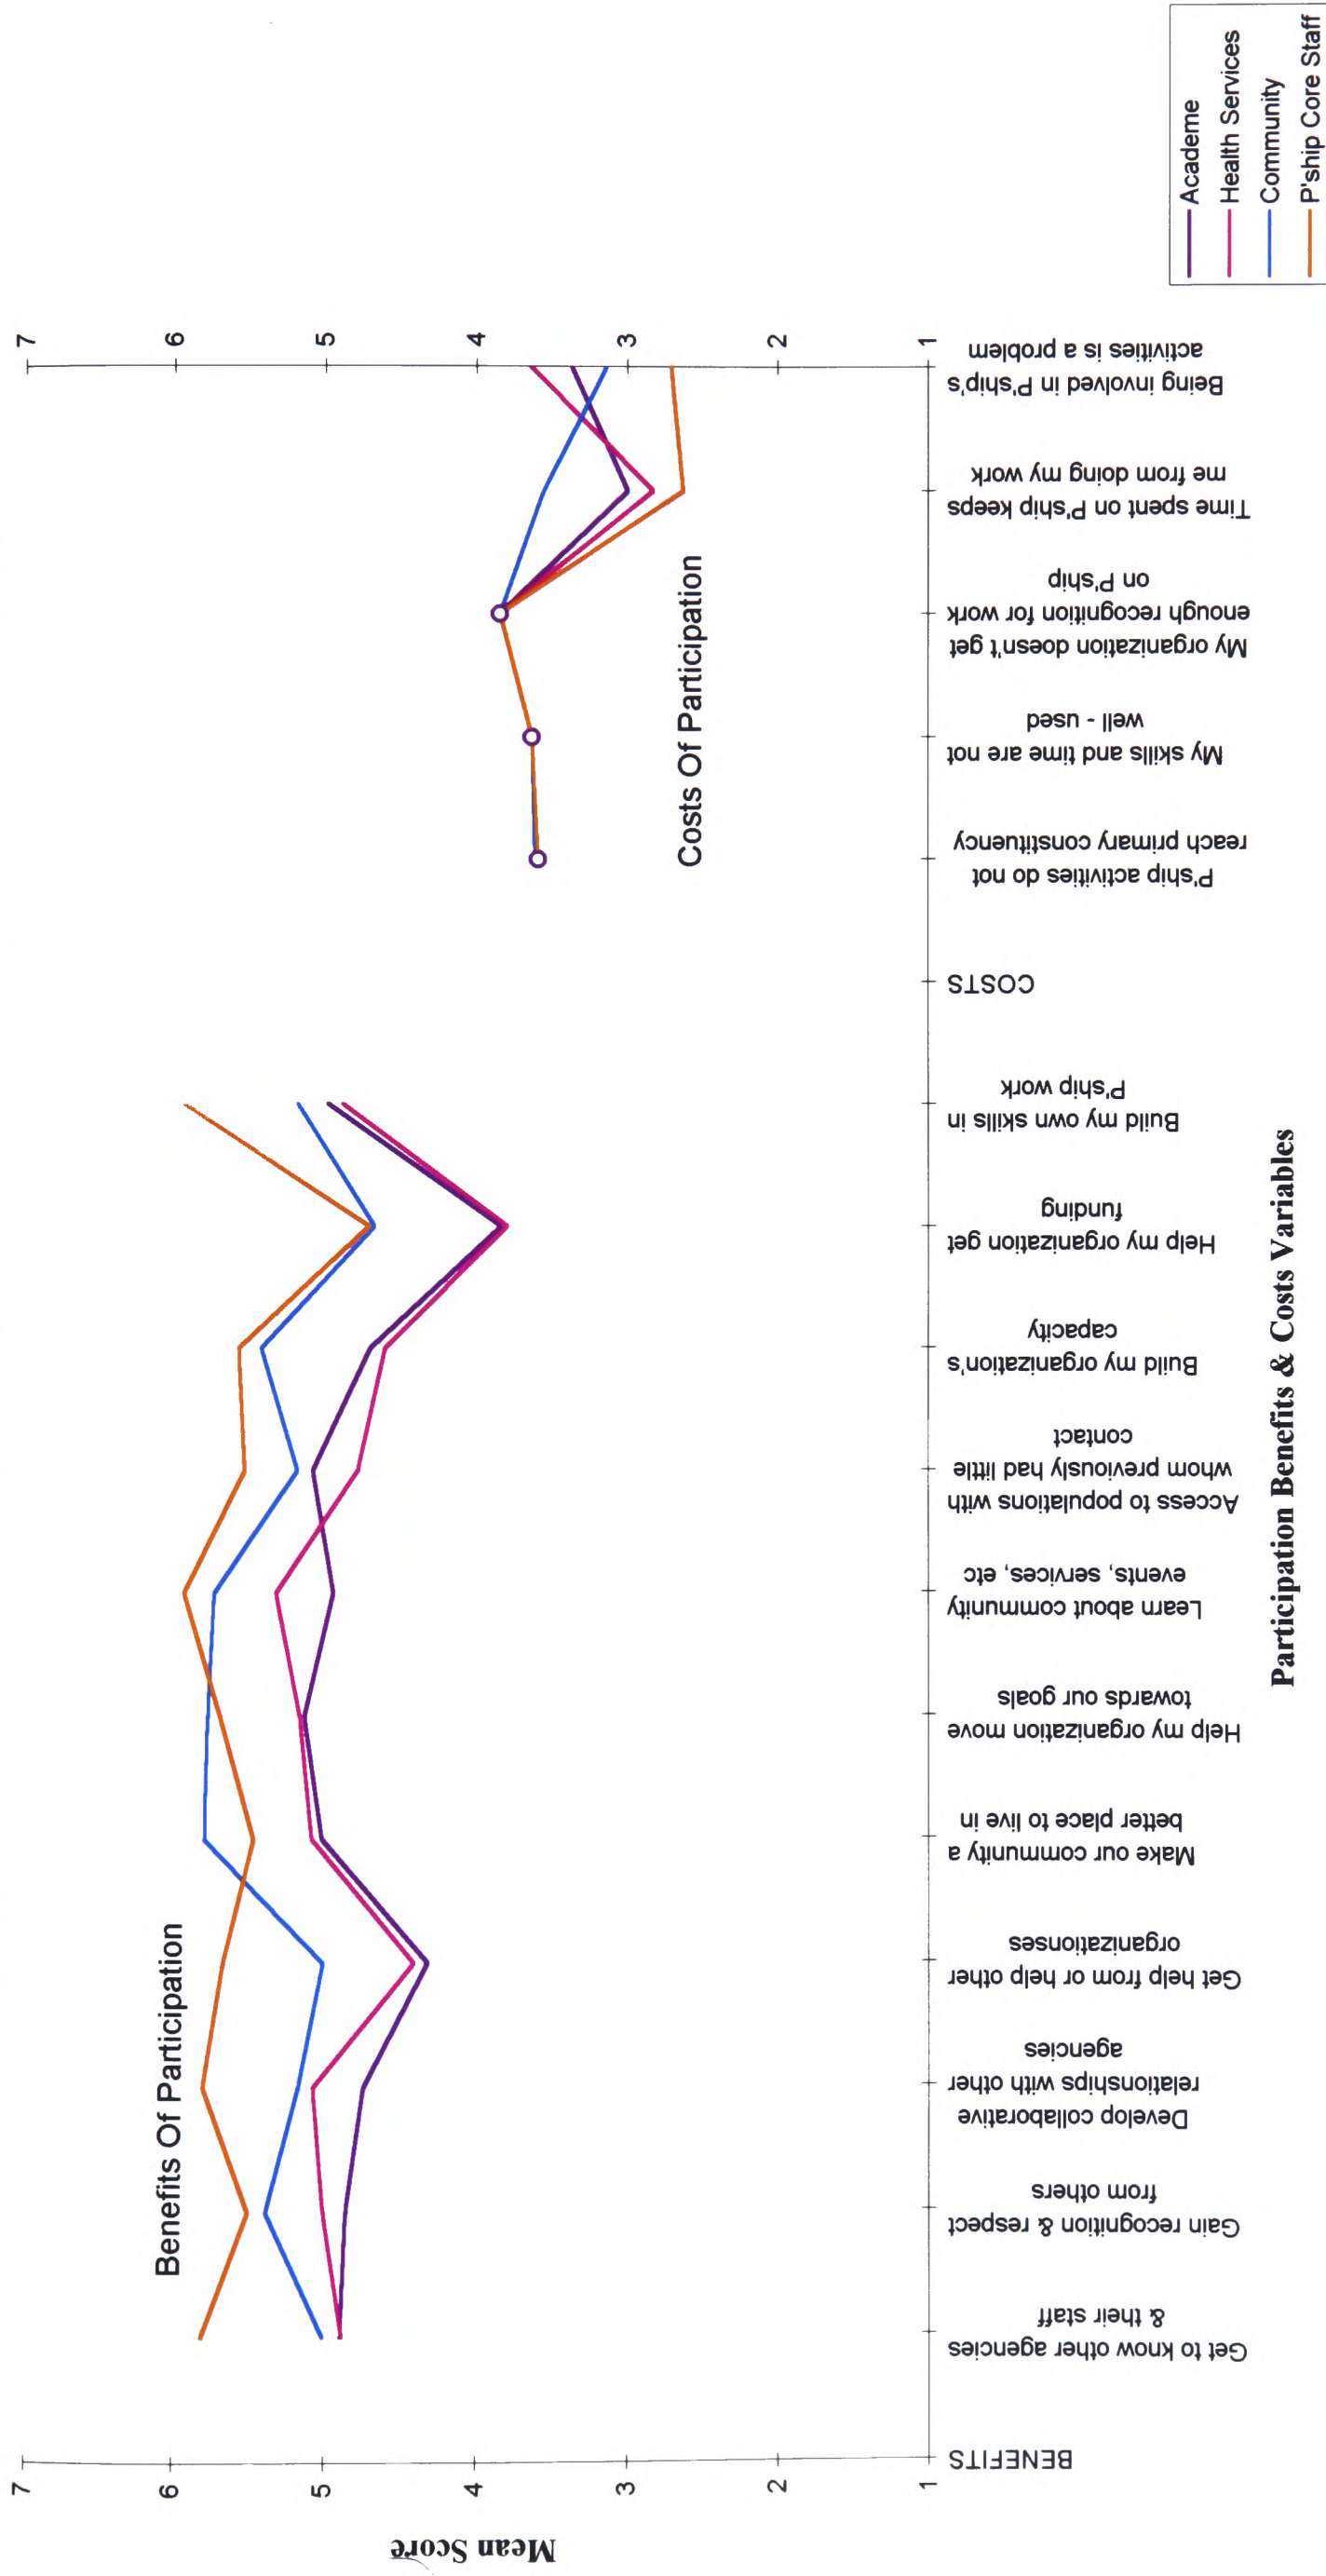 Mean Score
7
6
5
4
3
2
1
Benefits Of Participation
Costs Of Participation
7
6
5
4
3
2
1
BENEFITS
Get to know other agencies
& their staff
Gain recognition & respect
from others
Develop collaborative
relationships with other
agencies
Get help from or help other
organizationses
Make our community a
better place to live in
Help my organization move
towards our goals
Learn about community
events, services, etc
Access to populations with
whom previously had little
contact
Build my organization's
capacity
Help my organization get
funding
Build my own skills in
P'ship work
COSTS
P'ship activities do not
reach primary constituency
My skills and time are not
well - used
My organization doesn't get
enough recognition for work
on P'ship
Time spent on P'ship keeps
me from doing my work
Being involved in P'ship's
activities is a problem
Participation Benefits & Costs Variables
Academe
Health Services
Community
P'ship Core Staff